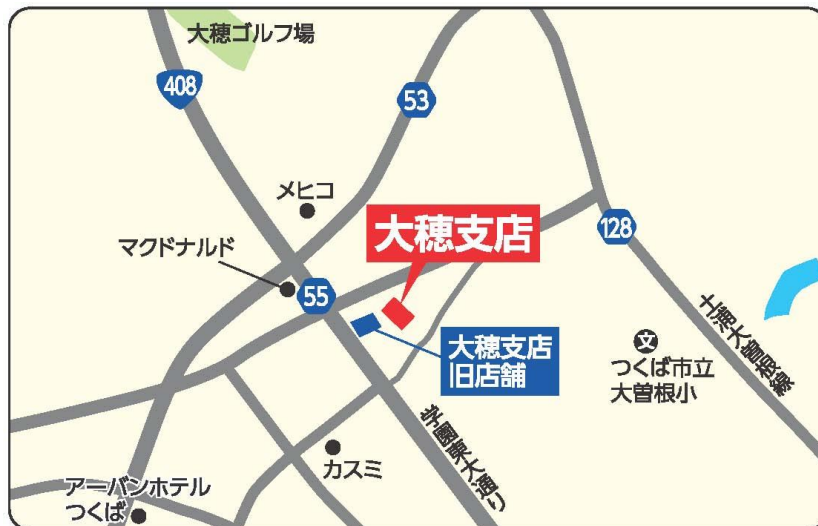 大穂ゴルフ場
408
53
メヒコ
大穂支店
マクドナルド
128
55
大穂支店
旧店舗
土浦大曽根線
文
つくば市立
大曽根小
学園東大通り
カスミ
アーバンホテル
つくば